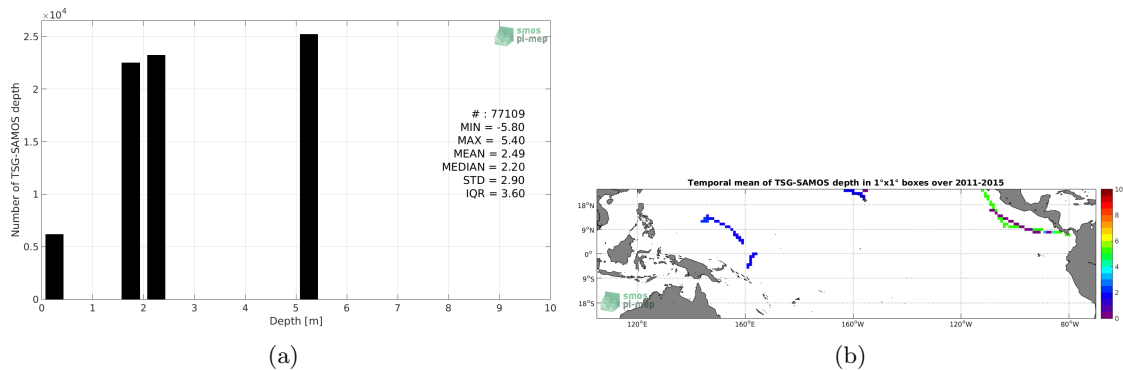 ×10⁴
2.5
2
1.5
1
0.5
0
Number of TSG-SAMOS depth
smos
pi-mep
# : 77109
MIN = -5.80
MAX = 5.40
MEAN = 2.49
MEDIAN = 2.20
STD = 2.90
IQR = 3.60
0 1 2 3 4 5 6 7 8 9 10
Depth [m]
(a)
Temporal mean of TSG-SAMOS depth in 1°x1° boxes over 2011-2015
18°N
9°N
0°
9°S
18°S
smos
pi-mep
120°E 160°E 160°W 120°W 80°W
10
8
6
4
2
0
(b)